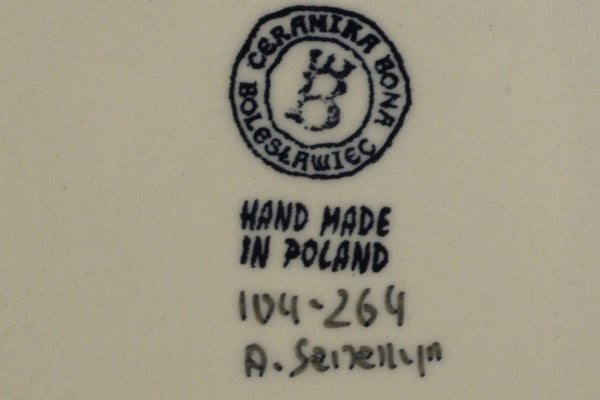 CERAMIKA BONA
BOLESŁAWIEC
B
HAND MADE
IN POLAND
104-264
A.